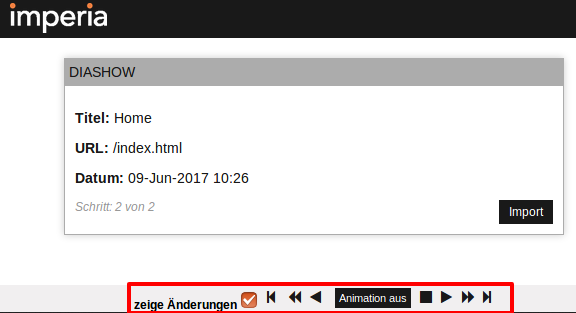 imperia
DIASHOW
Titel: Home
URL: /index.html
Datum: 09-Jun-2017 10:26
Schritt: 2 von 2
Import
zeige Änderungen Animation aus